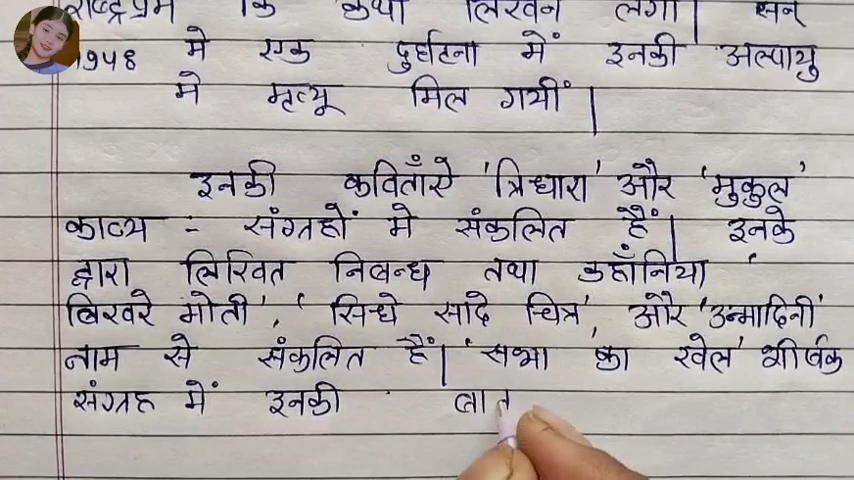 राष्ट्रप्रेम कि कथा लिखने लगी| सन्
1948 मे एक दुर्घटना में इनकी अल्पायु
मे मृत्यू मिल गयीं |
इनकी कविताँऐ 'त्रिधारा' और 'मुकुल'
काव्य - संग्रहों मे संकलित हैं| इनके
द्वारा लिखित निबन्ध तथा कहाँनिया '
बिखरे मोती', 'सिधे सादे चित्र', और 'उन्मादिनी'
नाम से संकलित हैं| 'सभा का खेल' शीर्षक
संग्रह में इनकी बात